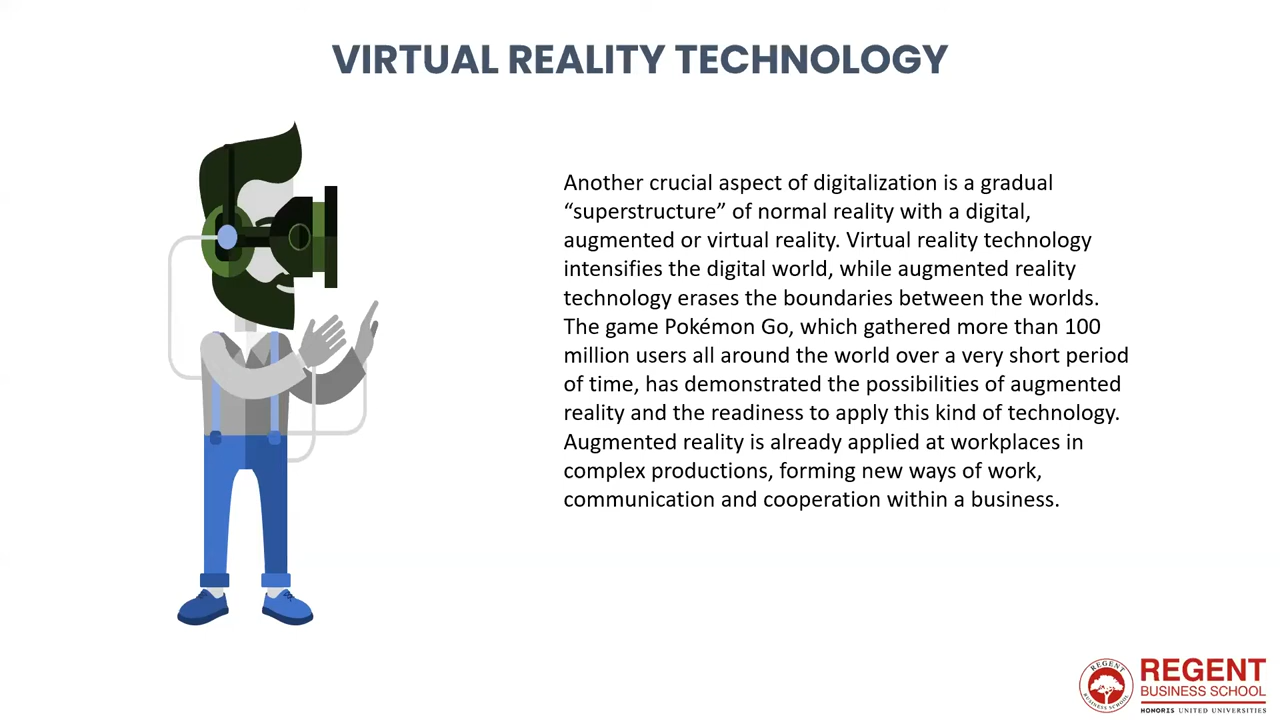 VIRTUAL REALITY TECHNOLOGY
Another crucial aspect of digitalization is a gradual
“superstructure” of normal reality with a digital,
augmented or virtual reality. Virtual reality technology
intensifies the digital world, while augmented reality
technology erases the boundaries between the worlds.
The game Pokémon Go, which gathered more than 100
million users all around the world over a very short period
of time, has demonstrated the possibilities of augmented
reality and the readiness to apply this kind of technology.
Augmented reality is already applied at workplaces in
complex productions, forming new ways of work,
communication and cooperation within a business.
REGENT
BUSINESS SCHOOL
REGENT
BUSINESS SCHOOL
HONORIS UNITED UNIVERSITIES